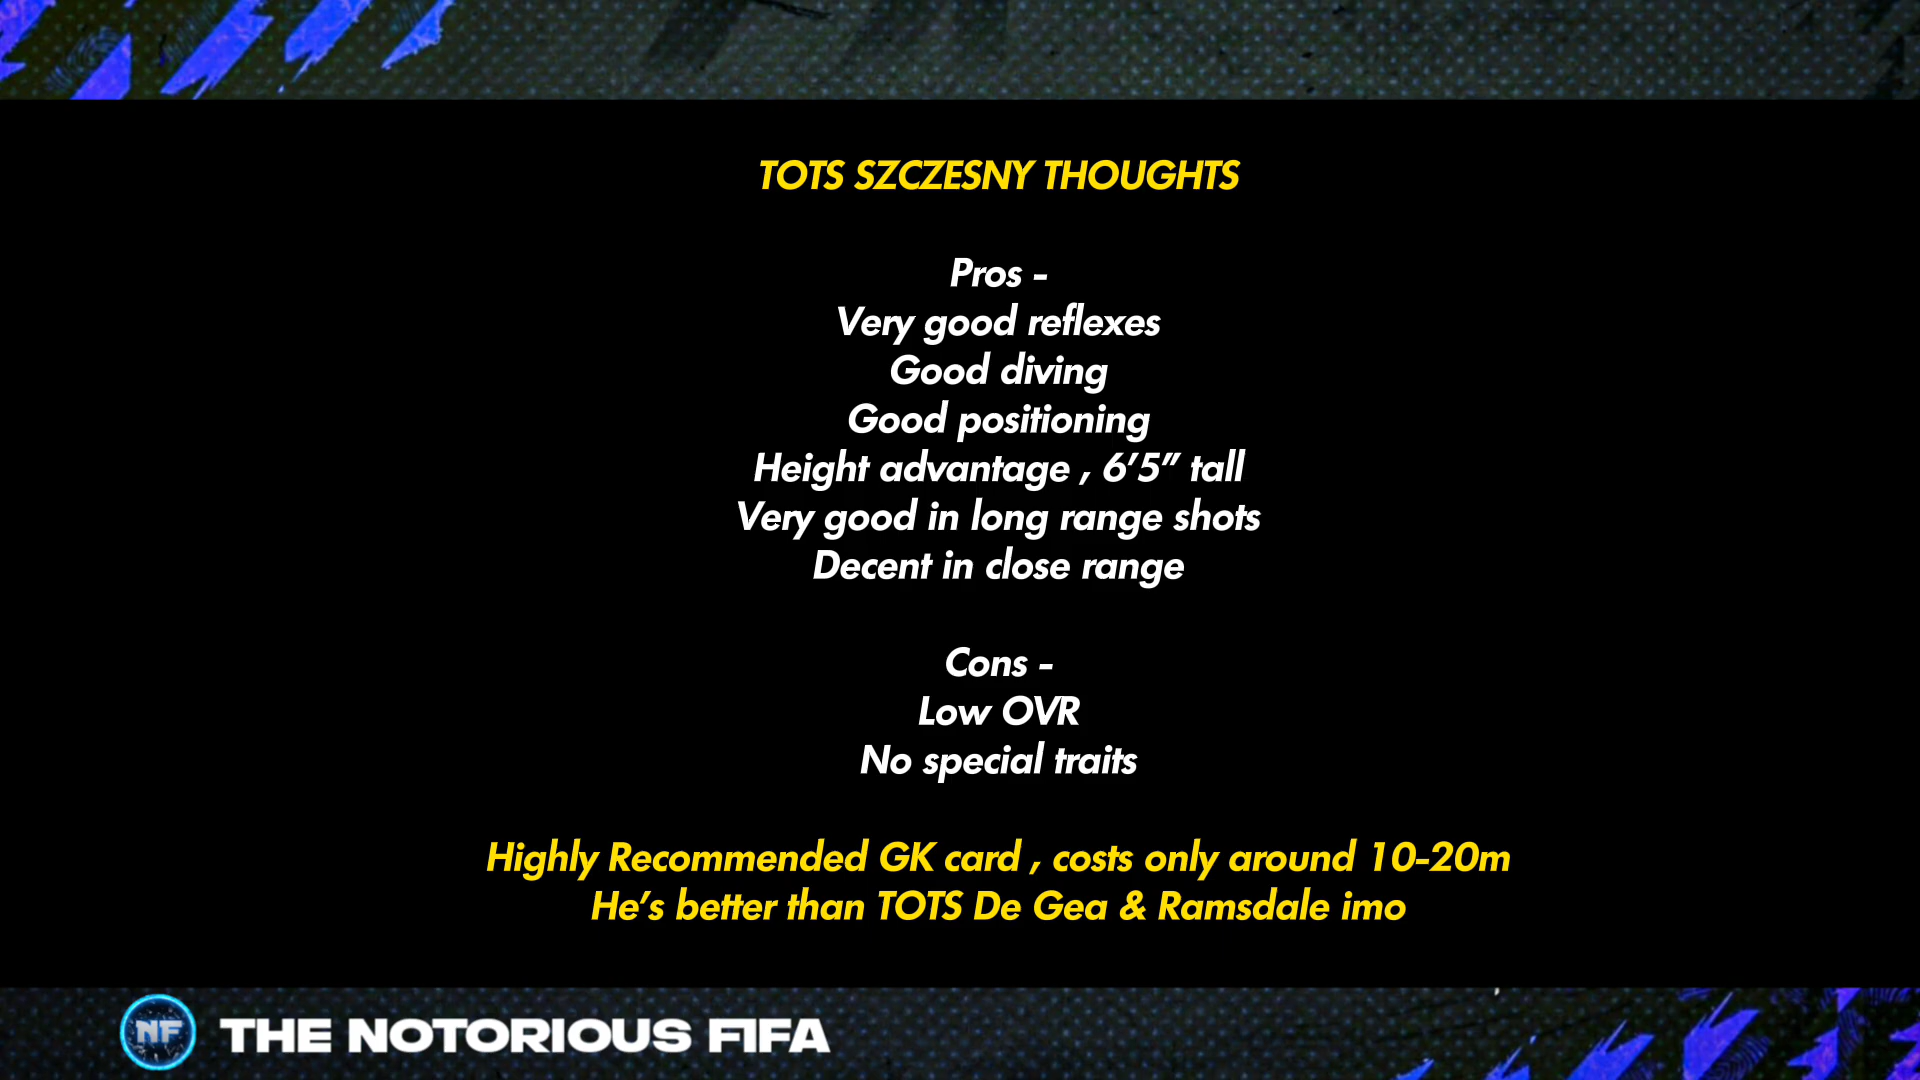 TOTS SZCZESNY THOUGHTS
Pros -
Very good reflexes
Good diving
Good positioning
Height advantage , 6’5” tall
Very good in long range shots
Decent in close range
Cons -
Low OVR
No special traits
Highly Recommended GK card , costs only around 10-20m
He’s better than TOTS De Gea & Ramsdale imo
NF THE NOTORIOUS FIFA